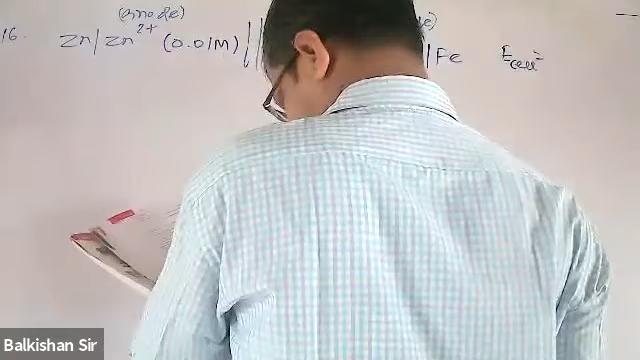 (anode)
16. Zn/Zn²⁺ (0.01M) || |Fe Ecell =
Balkishan Sir